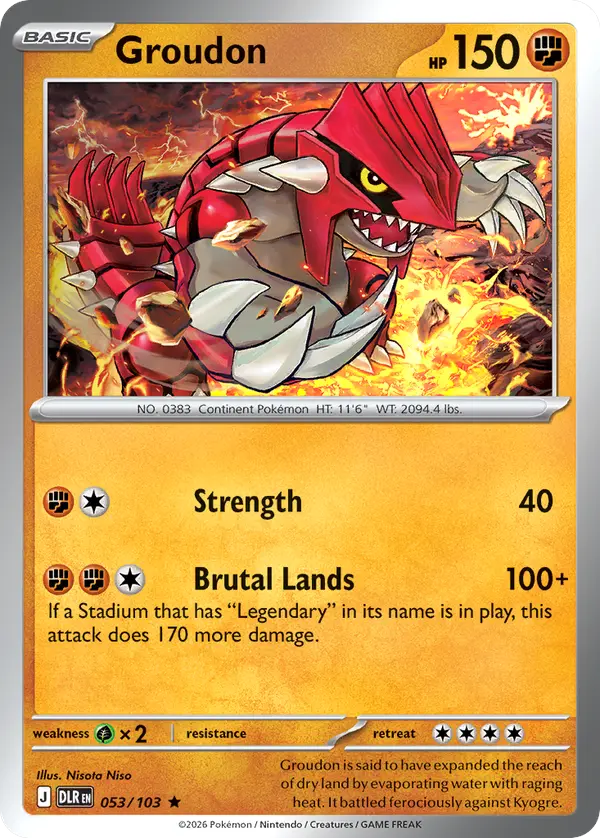 BASIC
Groudon
HP 150
NO. 0383 Continent Pokémon HT: 11'6" WT: 2094.4 lbs.
Strength 40
Brutal Lands 100+
If a Stadium that has “Legendary” in its name is in play, this
attack does 170 more damage.
weakness ×2 resistance retreat
Illus. Nisota Niso
Groudon is said to have expanded the reach
of dry land by evaporating water with raging
heat. It battled ferociously against Kyogre.
J DLR EN 053/103 ★
©2026 Pokémon / Nintendo / Creatures / GAME FREAK